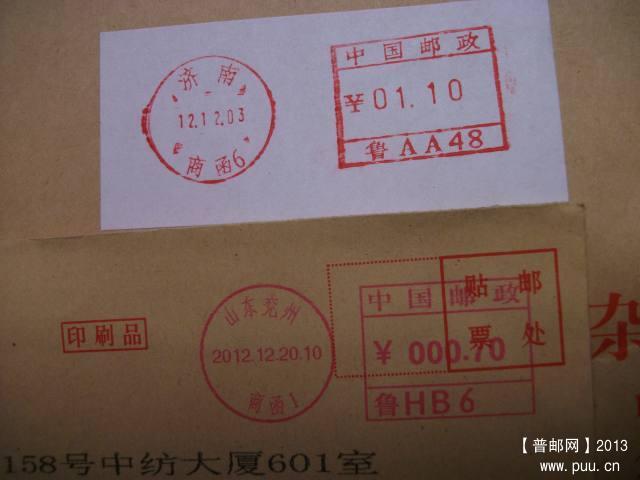 济南
12.12.03
商函6
中国邮政
¥01.10
鲁AA48
印刷品
山东兖州
2012.12.20.10
商函1
中国邮政
¥000.70
鲁HB6
贴邮
票处
杂
158号中纺大厦601室
【普邮网】2013
www.puu.cn